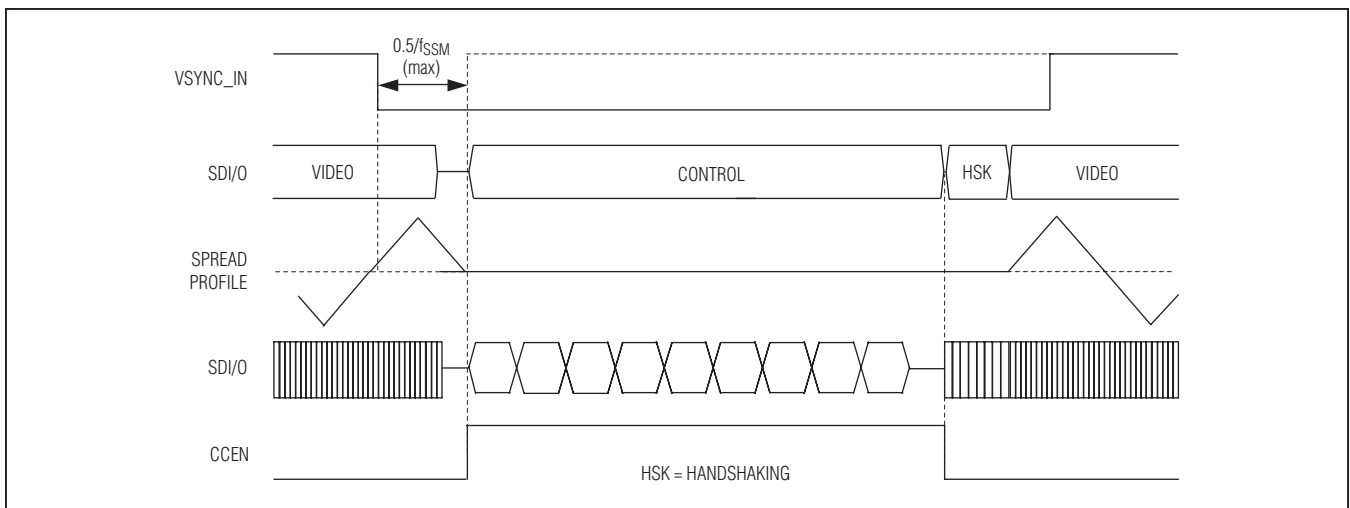 0.5/fSSM
(max)
VSYNC_IN
SDI/O
VIDEO
CONTROL
HSK
VIDEO
SPREAD
PROFILE
SDI/O
CCEN
HSK = HANDSHAKING